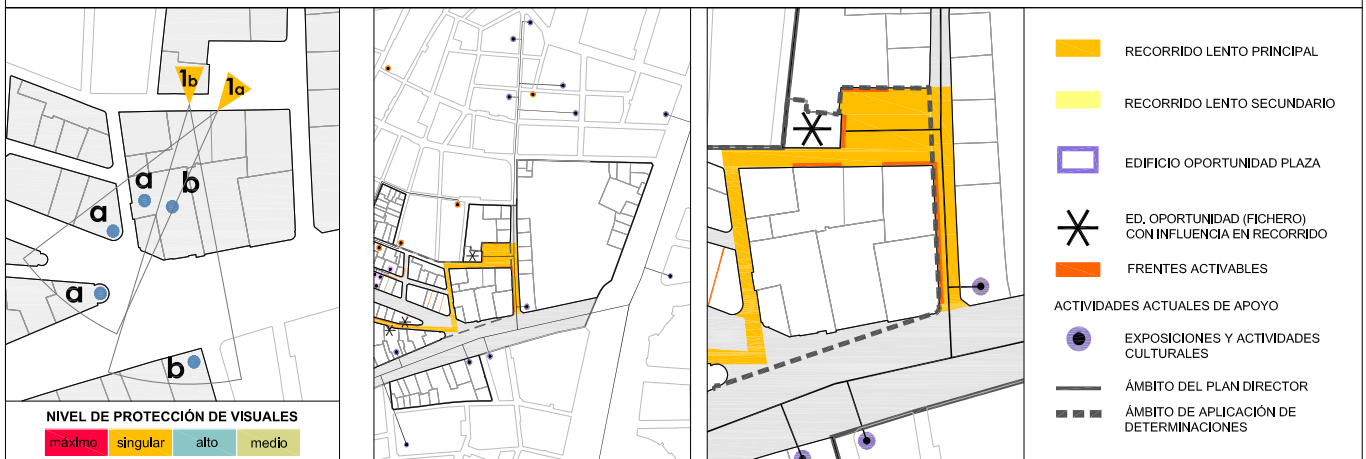 1b
1a
a
b
a
a
b
NIVEL DE PROTECCIÓN DE VISUALES
máximo
singular
alto
medio
RECORRIDO LENTO PRINCIPAL
RECORRIDO LENTO SECUNDARIO
EDIFICIO OPORTUNIDAD PLAZA
ED. OPORTUNIDAD (FICHERO)
CON INFLUENCIA EN RECORRIDO
FRENTES ACTIVABLES
ACTIVIDADES ACTUALES DE APOYO
EXPOSICIONES Y ACTIVIDADES
CULTURALES
ÁMBITO DEL PLAN DIRECTOR
ÁMBITO DE APLICACIÓN DE
DETERMINACIONES